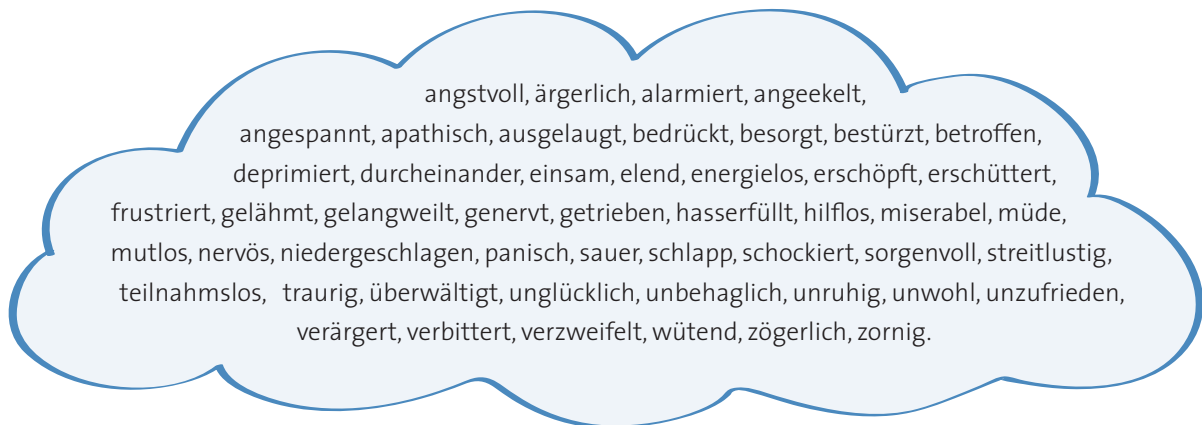 angstvoll, ärgerlich, alarmiert, angeekelt,
angespannt, apathisch, ausgelaugt, bedrückt, besorgt, bestürzt, betroffen,
deprimiert, durcheinander, einsam, elend, energielos, erschöpft, erschüttert,
frustriert, gelähmt, gelangweilt, genervt, getrieben, hasserfüllt, hilflos, miserabel, müde,
mutlos, nervös, niedergeschlagen, panisch, sauer, schlapp, schockiert, sorgenvoll, streitlustig,
teilnahmslos, traurig, überwältigt, unglücklich, unbehaglich, unruhig, unwohl, unzufrieden,
verärgert, verbittert, verzweifelt, wütend, zögerlich, zornig.